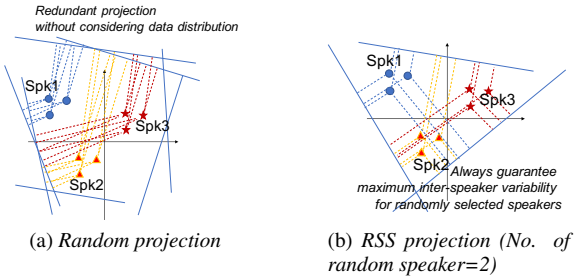 Redundant projection
without considering data distribution
Spk1
Spk3
Spk2
(a) Random projection
Spk1
Spk3
Spk2
Always guarantee
maximum inter-speaker variability
for randomly selected speakers
(b) RSS projection (No. of
random speaker=2)